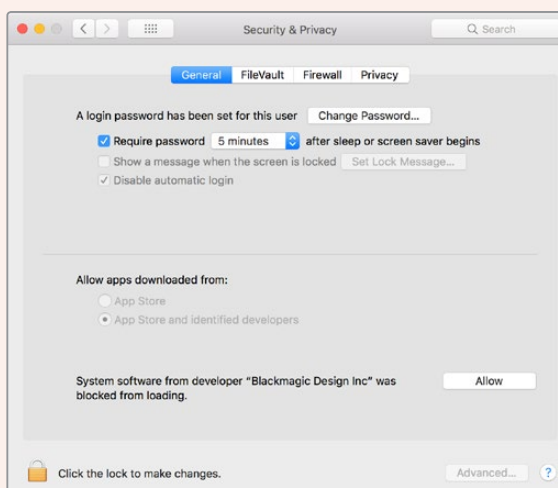 Security & Privacy
Search
General FileVault Firewall Privacy
A login password has been set for this user Change Password...
Require password 5 minutes after sleep or screen saver begins
Show a message when the screen is locked Set Lock Message...
Disable automatic login
Allow apps downloaded from:
App Store
App Store and identified developers
System software from developer “Blackmagic Design Inc” was
blocked from loading.
Allow
Click the lock to make changes.
Advanced...
?